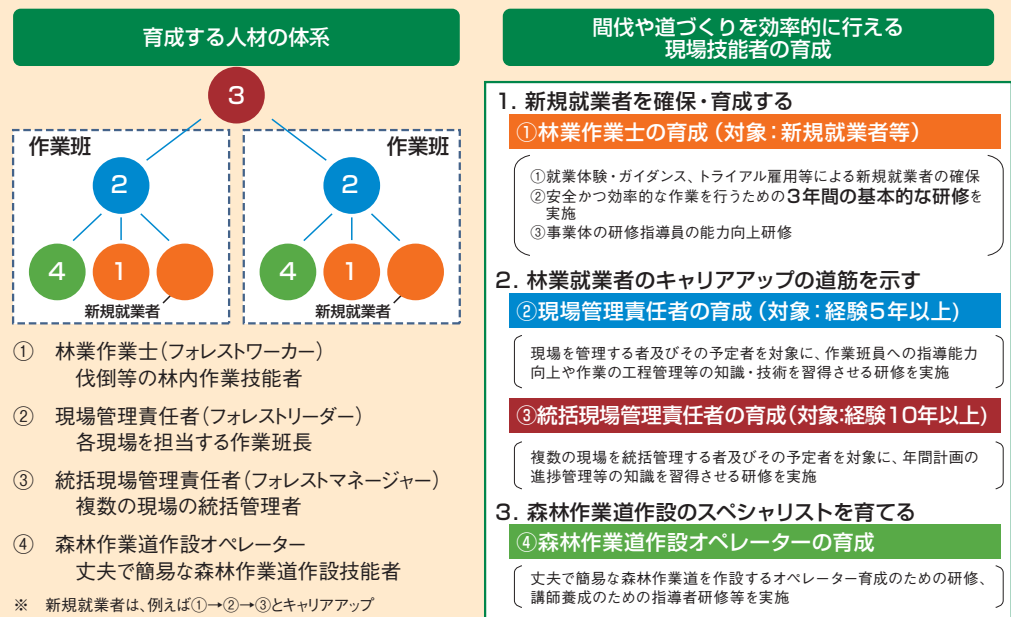 育成する人材の体系
3
作業班
作業班
2
2
4
1
4
1
新規就業者
新規就業者
① 林業作業士(フォレストワーカー)
伐倒等の林内作業技能者
② 現場管理責任者(フォレストリーダー)
各現場を担当する作業班長
③ 統括現場管理責任者(フォレストマネージャー)
複数の現場の統括管理者
④ 森林作業道作設オペレーター
丈夫で簡易な森林作業道作設技能者
※ 新規就業者は、例えば①→②→③とキャリアアップ
間伐や道づくりを効率的に行える
現場技能者の育成
1. 新規就業者を確保・育成する
①林業作業士の育成(対象:新規就業者等)
①就業体験・ガイダンス、トライアル雇用等による新規就業者の確保
②安全かつ効率的な作業を行うための3年間の基本的な研修を
実施
③事業体の研修指導員の能力向上研修
2. 林業就業者のキャリアアップの道筋を示す
②現場管理責任者の育成(対象:経験5年以上)
現場を管理する者及びその予定者を対象に、作業班員への指導能力
向上や作業の工程管理等の知識・技術を習得させる研修を実施
③統括現場管理責任者の育成(対象:経験10年以上)
複数の現場を統括管理する者及びその予定者を対象に、年間計画の
進捗管理等の知識を習得させる研修を実施
3. 森林作業道作設のスペシャリストを育てる
④森林作業道作設オペレーターの育成
丈夫で簡易な森林作業道を作設するオペレーター育成のための研修、
講師養成のための指導者研修等を実施